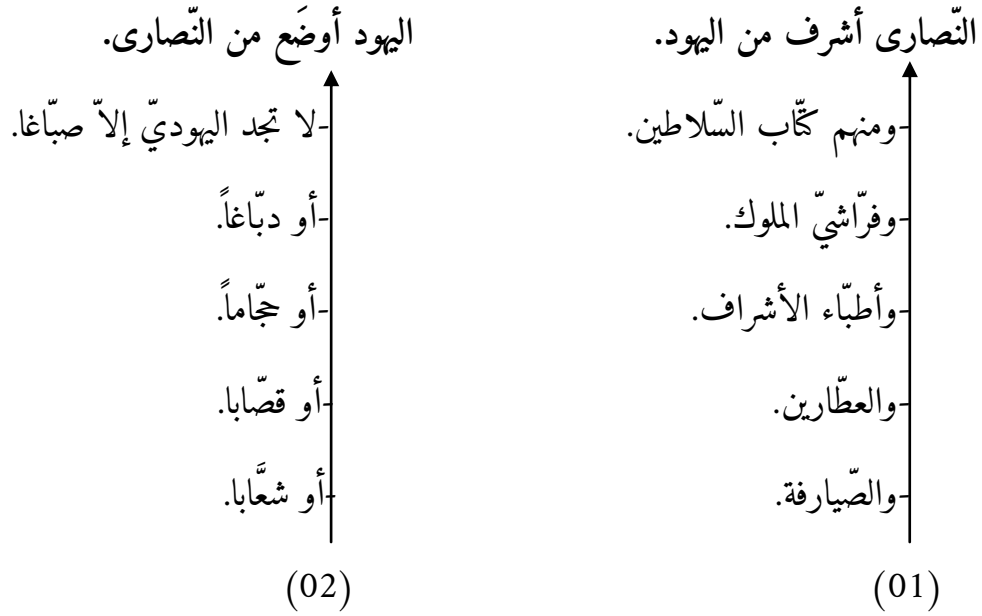 النّصارى أشرف من اليهود.
-ومنهم كتّاب السّلاطين.
-وفرّاشيّ الملوك.
-وأطبّاء الأشراف.
-والعطّارين.
-والصّيارفة.
(01)
اليهود أوضَع من النّصارى.
-لا تجد اليهوديّ إلاّ صبّاغا.
-أو دبّاغاً.
-أو حجّاماً.
-أو قصّابا.
-أو شعَّابا.
(02)